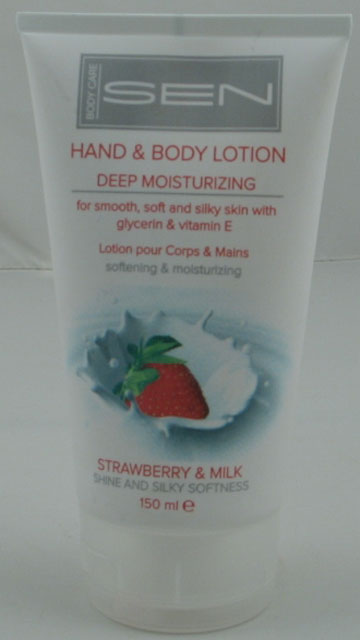 BODY CARE
SEN
HAND & BODY LOTION
DEEP MOISTURIZING
for smooth, soft and silky skin with
glycerin & vitamin E
Lotion pour Corps & Mains
softening & moisturizing
STRAWBERRY & MILK
SHINE AND SILKY SOFTNESS
150 ml ℮